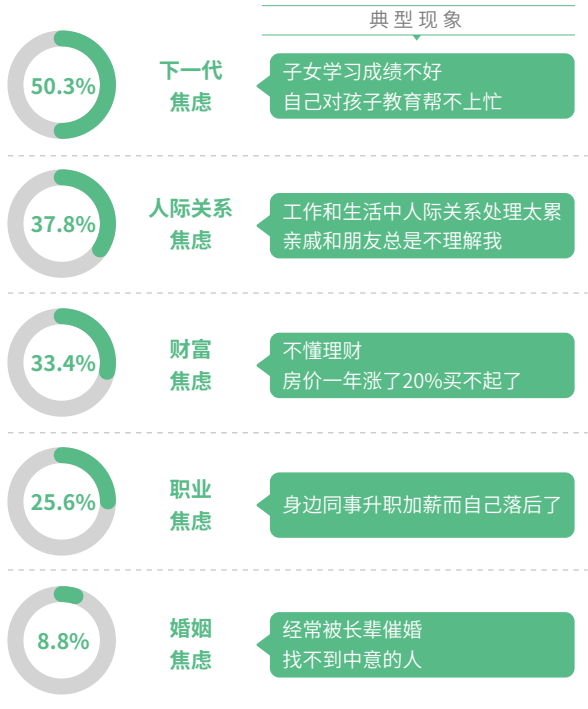 典型现象
50.3%
下一代
焦虑
子女学习成绩不好
自己对孩子教育帮不上忙
37.8%
人际关系
焦虑
工作和生活中人际关系处理太累
亲戚和朋友总是不理解我
33.4%
财富
焦虑
不懂理财
房价一年涨了20%买不起了
25.6%
职业
焦虑
身边同事升职加薪而自己落后了
8.8%
婚姻
焦虑
经常被长辈催婚
找不到中意的人